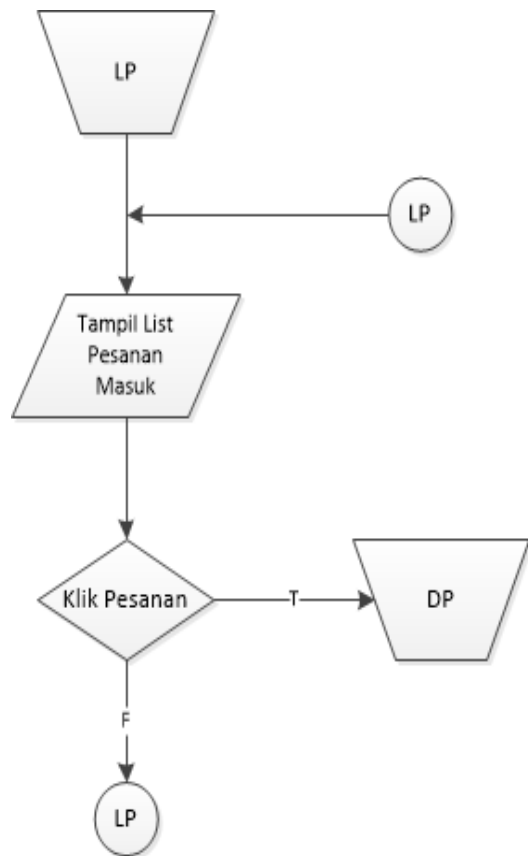 LP
LP
Tampil List
Pesanan
Masuk
Klik Pesanan
T
DP
F
LP